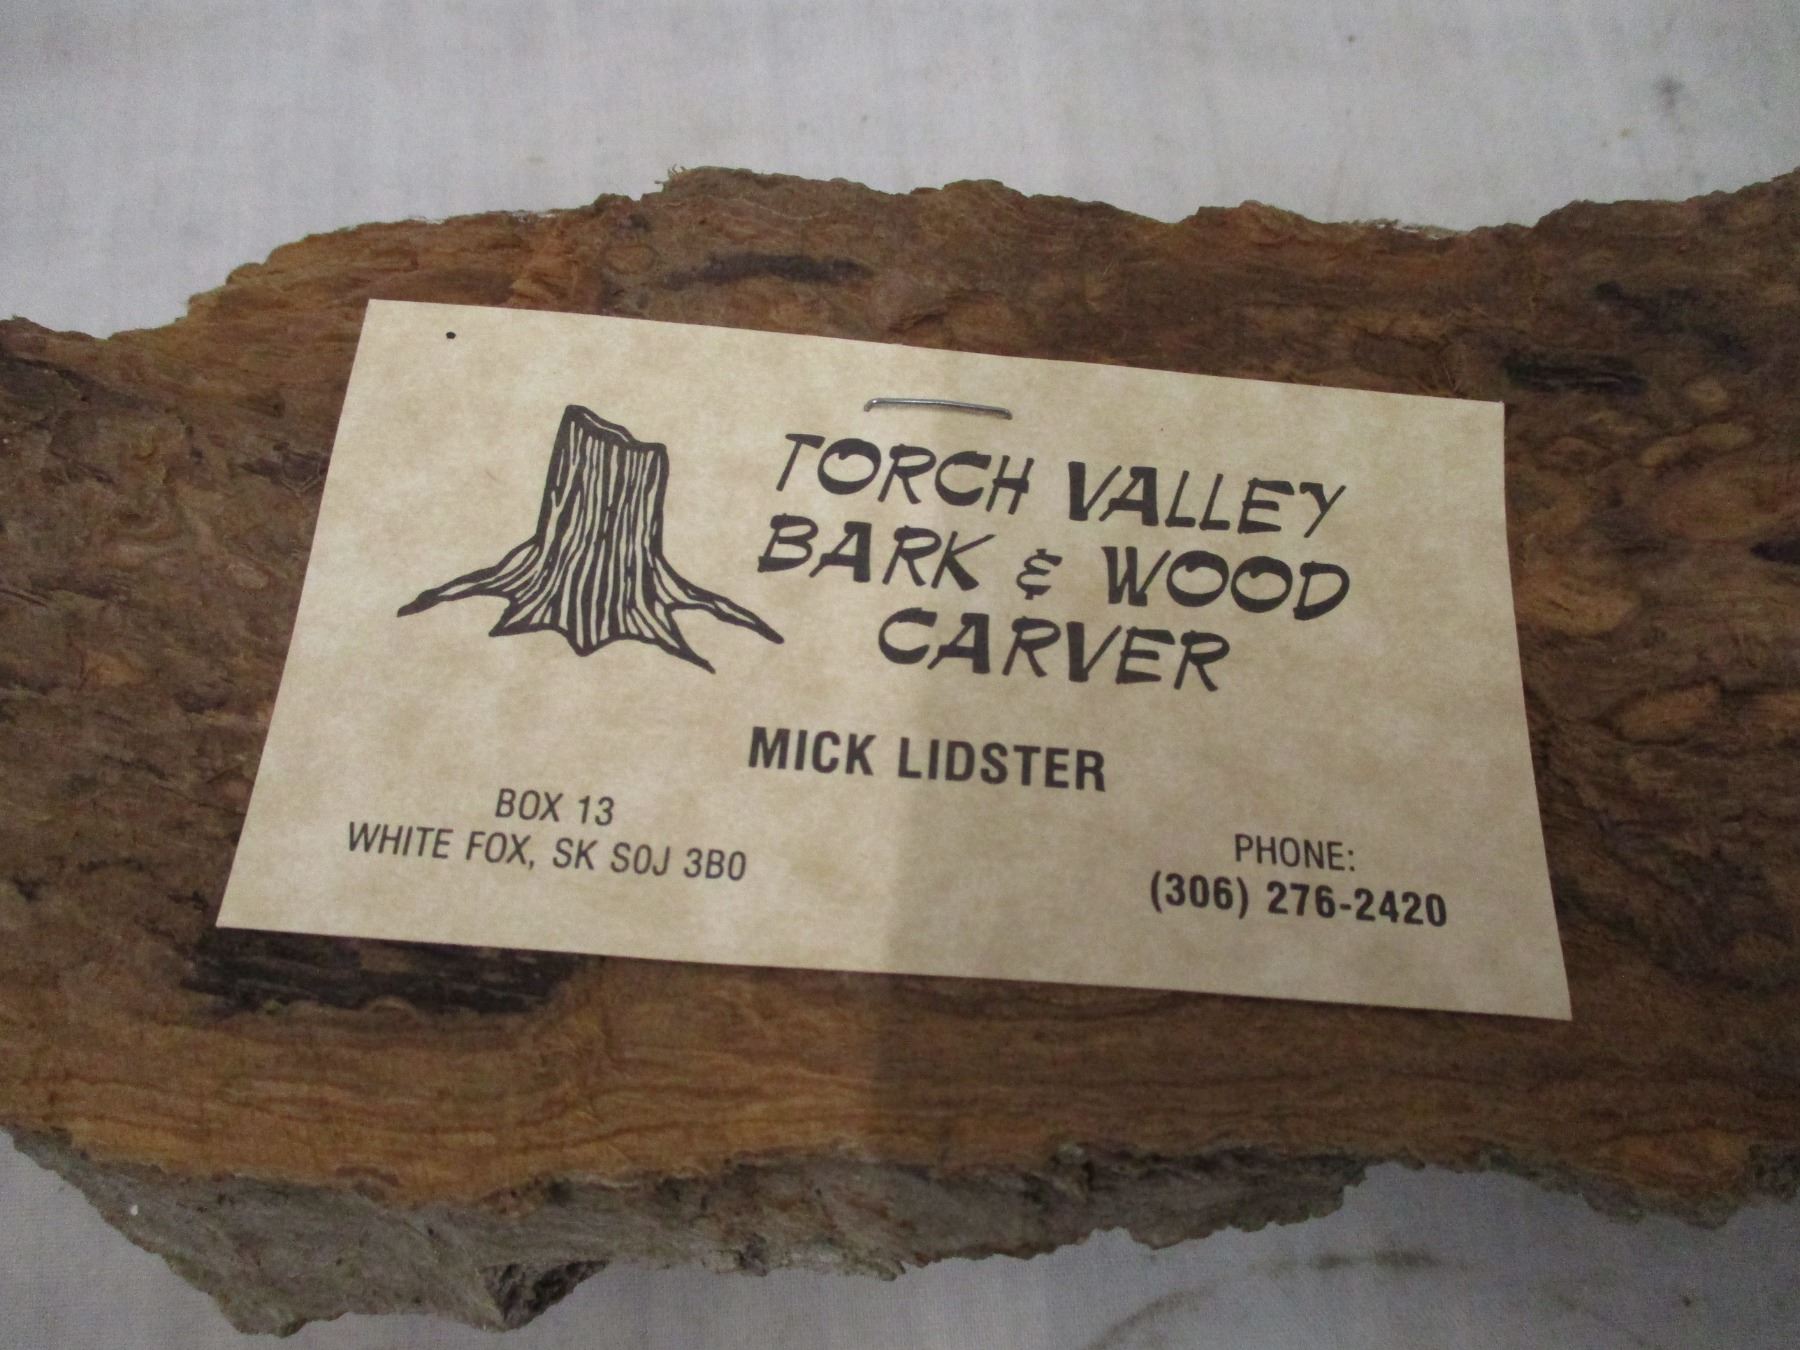 TORCH VALLEY
BARK & WOOD
CARVER
MICK LIDSTER
BOX 13
WHITE FOX, SK S0J 3B0
PHONE:
(306) 276-2420